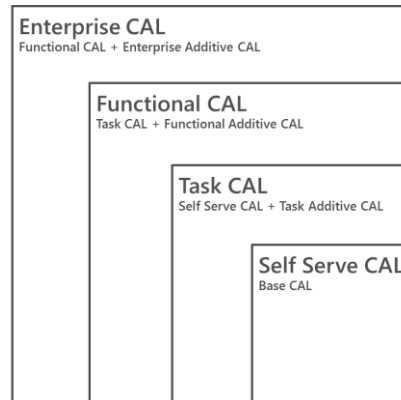 Enterprise CAL
Functional CAL + Enterprise Additive CAL
Functional CAL
Task CAL + Functional Additive CAL
Task CAL
Self Serve CAL + Task Additive CAL
Self Serve CAL
Base CAL